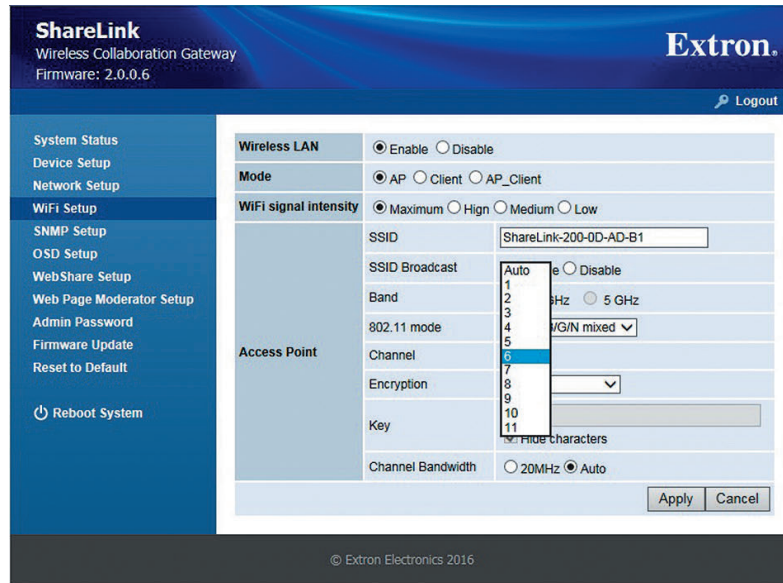 ShareLink
Wireless Collaboration Gateway
Firmware: 2.0.0.6
Extron®
Logout
System Status
Device Setup
Network Setup
WiFi Setup
SNMP Setup
OSD Setup
WebShare Setup
Web Page Moderator Setup
Admin Password
Firmware Update
Reset to Default
Reboot System
Wireless LAN Enable Disable
Mode AP Client AP_Client
WiFi signal intensity Maximum Hign Medium Low
Access Point
SSID ShareLink-200-0D-AD-B1
SSID Broadcast Disable
Band 5 GHz
802.11 mode /G/N mixed
Channel
Encryption
Key
Hide characters
Channel Bandwidth 20MHz Auto
Auto
1
2
3
4
5
6
7
8
9
10
11
Apply Cancel
© Extron Electronics 2016